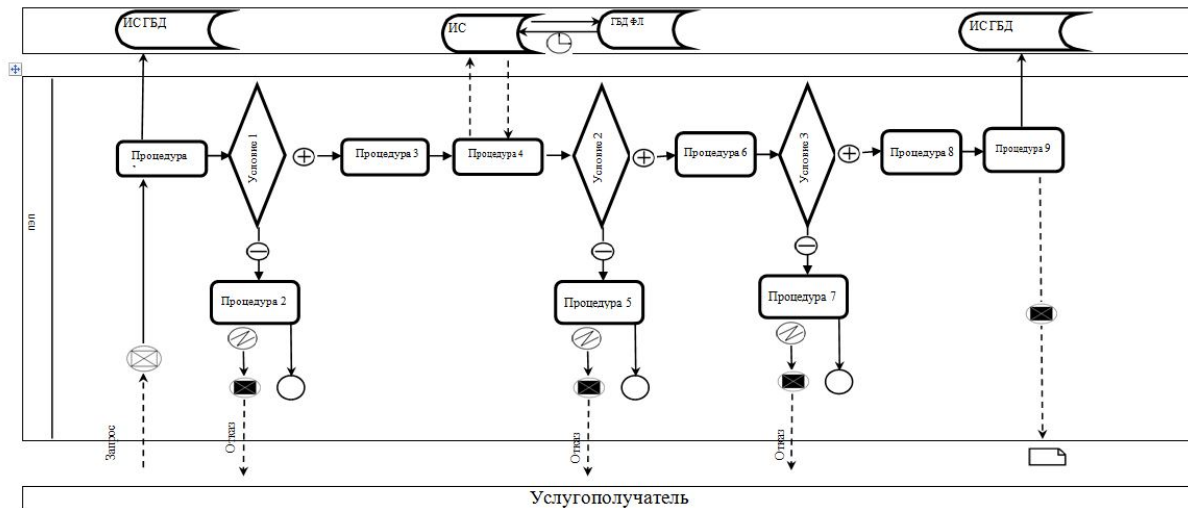 ИС ГБД
ИС
ГБД ФЛ
ИС ГБД
пэп
Процедура
Условие 1
Процедура 3
Процедура 4
Условие 2
Процедура 6
Условие 3
Процедура 8
Процедура 9
Процедура 2
Процедура 5
Процедура 7
Запрос
Отказ
Отказ
Отказ
Услугополучатель